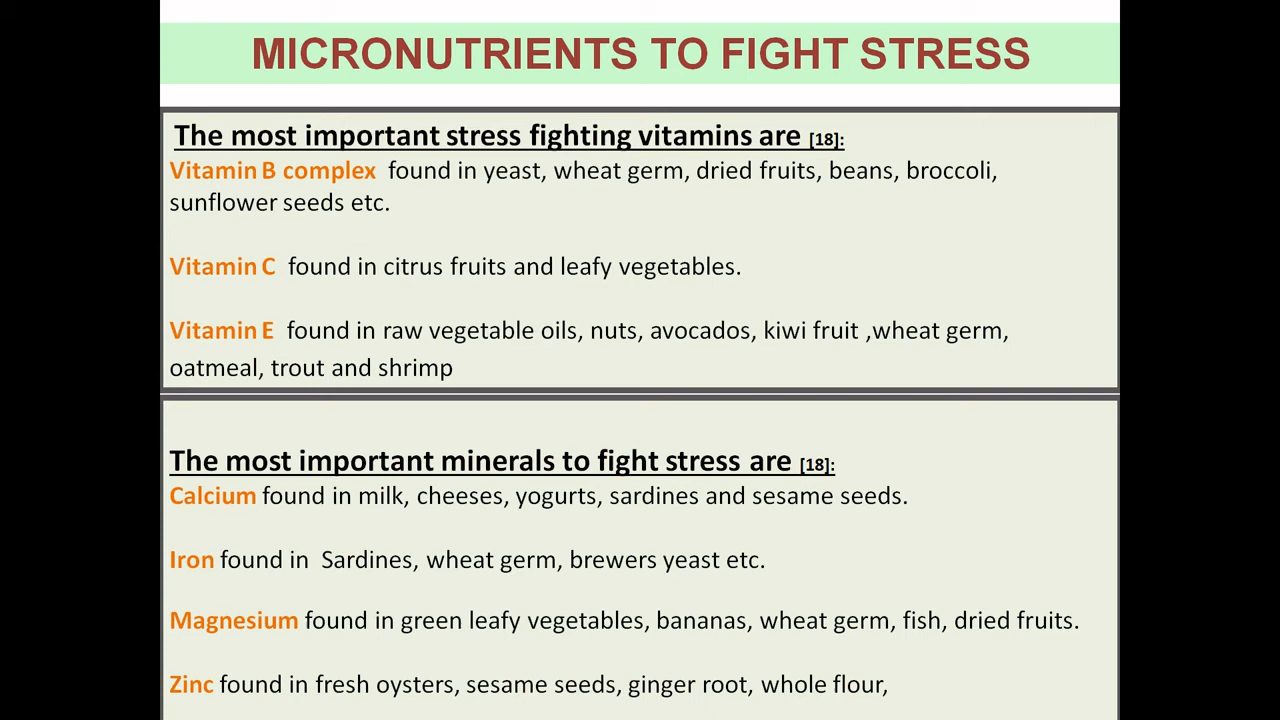 MICRONUTRIENTS TO FIGHT STRESS
The most important stress fighting vitamins are [18]:
Vitamin B complex found in yeast, wheat germ, dried fruits, beans, broccoli,
sunflower seeds etc.
Vitamin C found in citrus fruits and leafy vegetables.
Vitamin E found in raw vegetable oils, nuts, avocados, kiwi fruit ,wheat germ,
oatmeal, trout and shrimp
The most important minerals to fight stress are [18]:
Calcium found in milk, cheeses, yogurts, sardines and sesame seeds.
Iron found in Sardines, wheat germ, brewers yeast etc.
Magnesium found in green leafy vegetables, bananas, wheat germ, fish, dried fruits.
Zinc found in fresh oysters, sesame seeds, ginger root, whole flour,